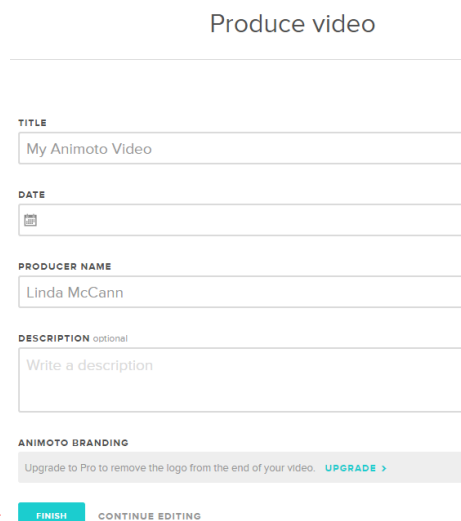 Produce video
TITLE
My Animoto Video
DATE
PRODUCER NAME
Linda McCann
DESCRIPTION optional
Write a description
ANIMOTO BRANDING
Upgrade to Pro to remove the logo from the end of your video. UPGRADE >
FINISH CONTINUE EDITING